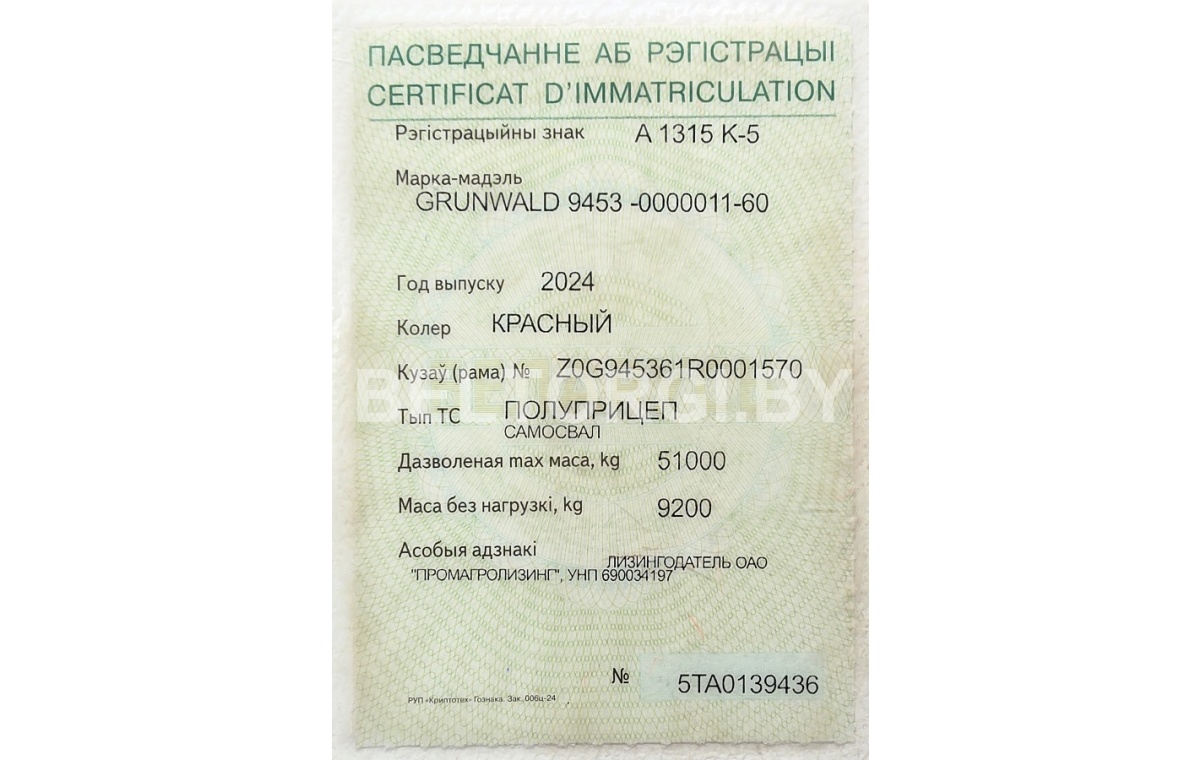 ПАСВЕДЧАННЕ АБ РЭГІСТРАЦЫІ
CERTIFICAT D'IMMATRICULATION
Рэгістрацыйны знак A 1315 K-5
Марка-мадэль
GRUNWALD 9453 -0000011-60
Год выпуску 2024
Колер КРАСНЫЙ
Кузаў (рама) № Z0G945361R0001570
BELTORGI.BY
Тып ТС ПОЛУПРИЦЕП
САМОСВАЛ
Дазволеная max маса, kg 51000
Маса без нагрузкі, kg 9200
Асобыя адзнакі ЛИЗИНГОДАТЕЛЬ ОАО
"ПРОМАГРОЛИЗИНГ", УНП 690034197
№ 5TA0139436
РУП «Криптотех» Гознака. Зак. 006ц-24